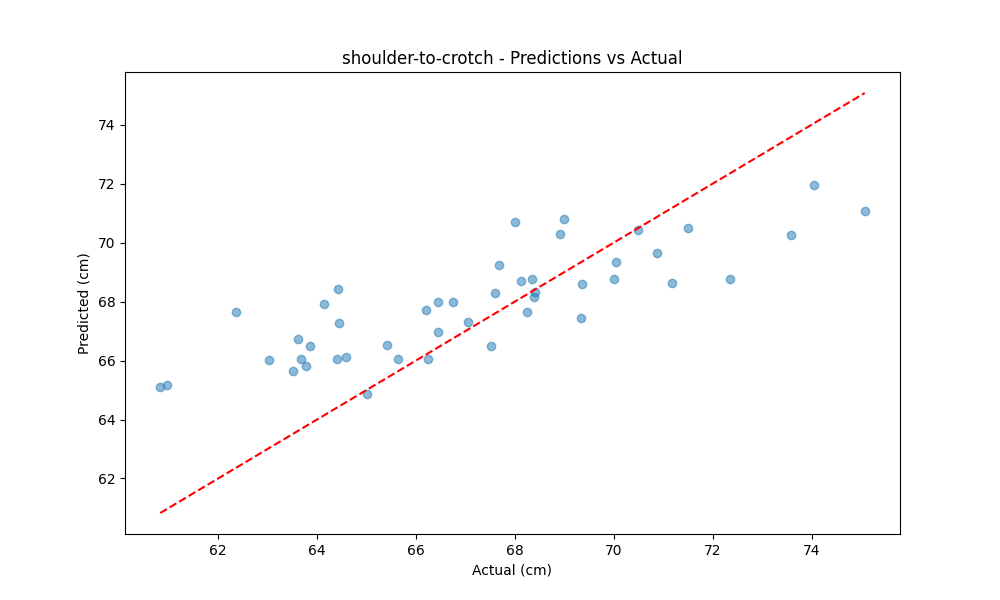 shoulder-to-crotch - Predictions vs Actual
Predicted (cm)
74
72
70
68
66
64
62
62 64 66 68 70 72 74
Actual (cm)